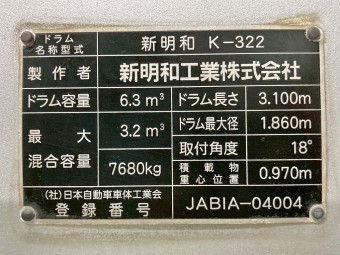 ドラム
名称型式
新明和 K-322
製作者
新明和工業株式会社
ドラム容量 6.3 m³ ドラム長さ 3.100m
最大 3.2 m³ ドラム最大径 1.860m
混合容量 7680kg 取付角度 18°
積載物
重心位置 0.970m
(社)日本自動車車体工業会
登録番号 JABIA-04004